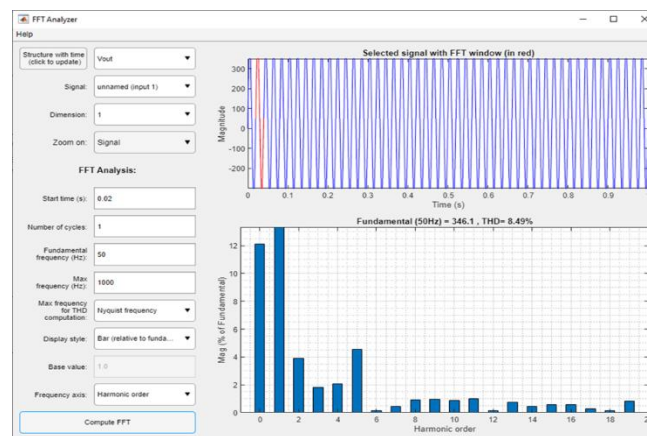 FFT Analyzer
Help
Structure with time
(click to update)
Vout
Signal:
unnamed (input 1)
Dimension:
1
Zoom on:
Signal
FFT Analysis:
Start time (s):
0.02
Number of cycles:
1
Fundamental
frequency (Hz):
50
Max
frequency (Hz):
1000
Max frequency
for THD
computation:
Nyquist frequency
Display style:
Bar (relative to funda...
Base value:
1.0
Frequency axis:
Harmonic order
Compute FFT
Selected signal with FFT window (in red)
Magnitude
300
200
100
0
-100
-200
0 0.1 0.2 0.3 0.4 0.5 0.6 0.7 0.8 0.9
Time (s)
Fundamental (50Hz) = 346.1 , THD= 8.49%
Mag (% of Fundamental)
12
10
8
6
4
2
0
0 2 4 6 8 10 12 14 16 18 2
Harmonic order